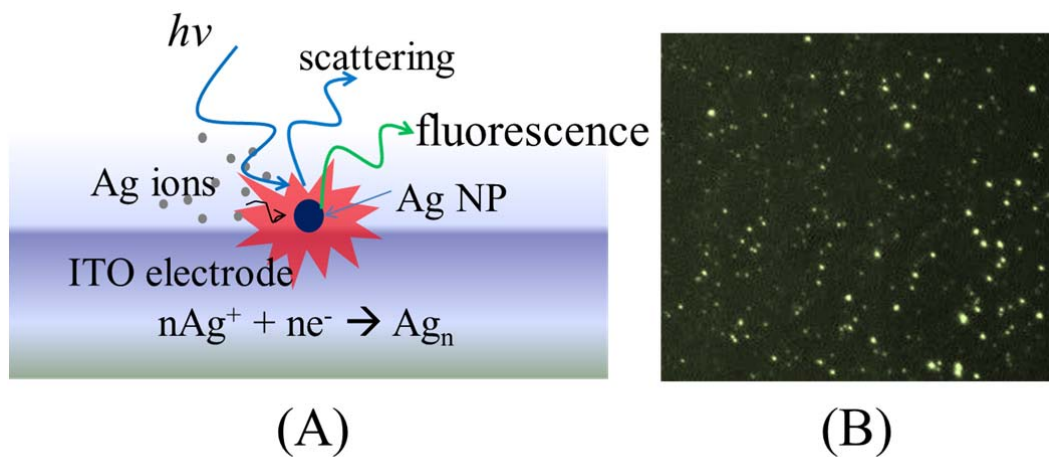 hν
scattering
fluorescence
Ag ions
Ag NP
ITO electrode
nAg⁺ + ne⁻ → Agₙ
(A)
(B)